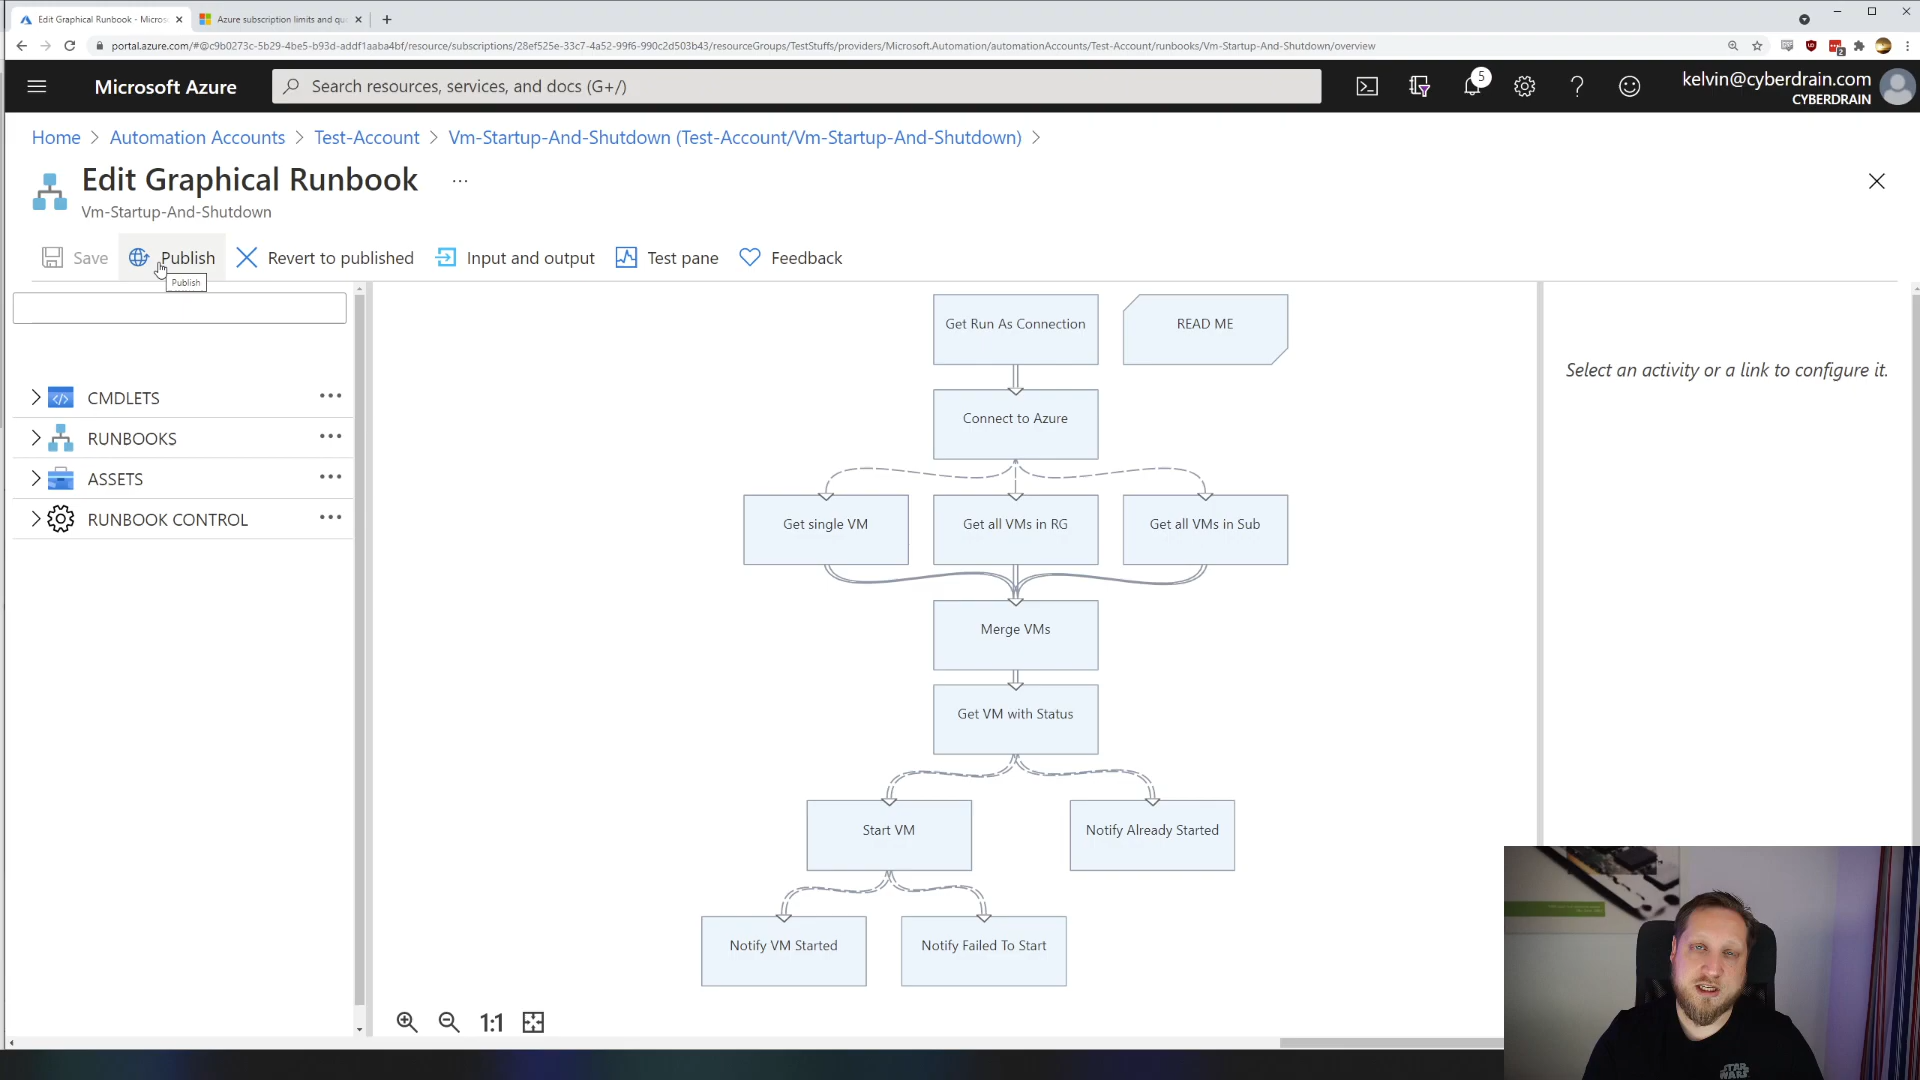 Edit Graphical Runbook - Micros
Azure subscription limits and qu
portal.azure.com/#@c9b0273c-5b29-4be5-b93d-addf1aaba4bf/resource/subscriptions/28ef525e-33c7-4a52-99f6-990c2d503b43/resourceGroups/TestStuffs/providers/Microsoft.Automation/automationAccounts/Test-Account/runbooks/Vm-Startup-And-Shutdown/overview
2
Microsoft Azure
Search resources, services, and docs (G+/)
5
kelvin@cyberdrain.com
CYBERDRAIN
Home > Automation Accounts > Test-Account > Vm-Startup-And-Shutdown (Test-Account/Vm-Startup-And-Shutdown) >
Edit Graphical Runbook ...
Vm-Startup-And-Shutdown
Save
Publish
Revert to published
Input and output
Test pane
Feedback
Publish
CMDLETS
RUNBOOKS
ASSETS
RUNBOOK CONTROL
Get Run As Connection
READ ME
Connect to Azure
Get single VM
Get all VMs in RG
Get all VMs in Sub
Merge VMs
Get VM with Status
Start VM
Notify Already Started
Notify VM Started
Notify Failed To Start
1:1
Select an activity or a link to configure it.
STAR
WARS